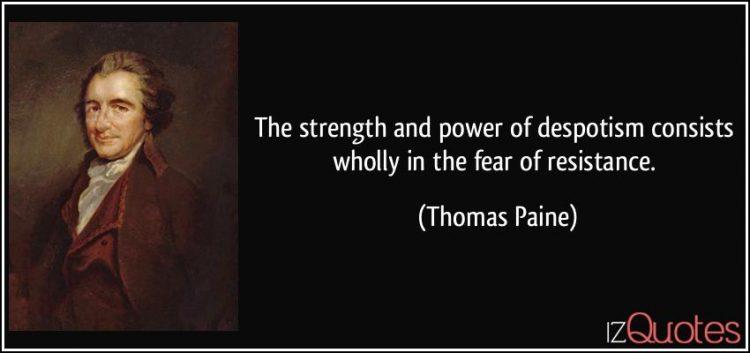 The strength and power of despotism consists
wholly in the fear of resistance.
(Thomas Paine)
IZQuotes